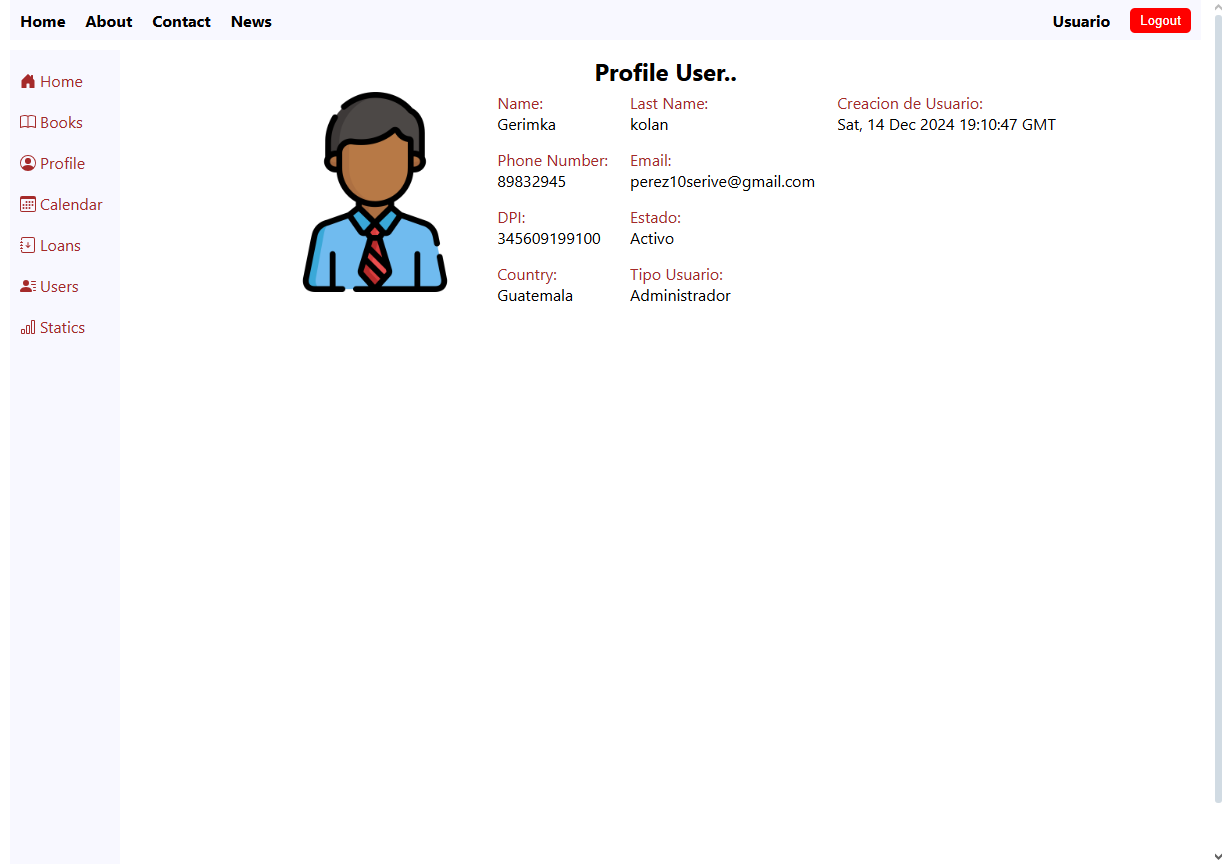 Home About Contact News Usuario Logout
Home
Books
Profile
Calendar
Loans
Users
Statics
Profile User..
Name: Last Name: Creacion de Usuario:
Gerimka kolan Sat, 14 Dec 2024 19:10:47 GMT
Phone Number: Email:
89832945 perez10serive@gmail.com
DPI: Estado:
345609199100 Activo
Country: Tipo Usuario:
Guatemala Administrador